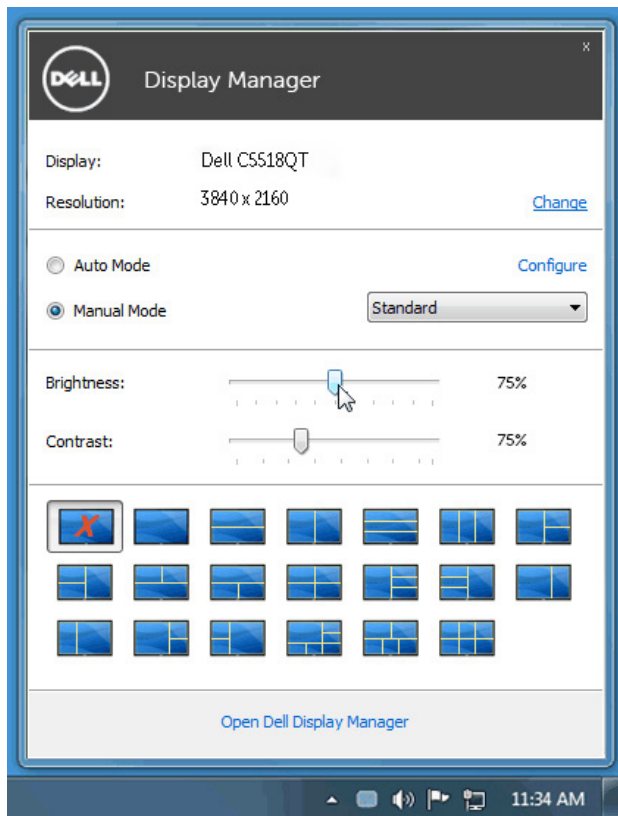 DELL
Display Manager
x
Display: Dell C5518QT
Resolution: 3840 x 2160 Change
Auto Mode Configure
Manual Mode Standard
Brightness: 75%
Contrast: 75%
X
Open Dell Display Manager
11:34 AM